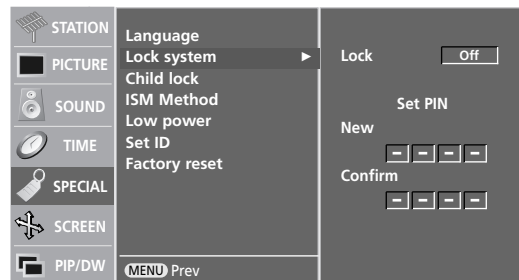 STATION
PICTURE
SOUND
TIME
SPECIAL
SCREEN
PIP/DW
Language
Lock system
Child lock
ISM Method
Low power
Set ID
Factory reset
MENU Prev
Lock Off
Set PIN
New
– – – –
Confirm
– – – –